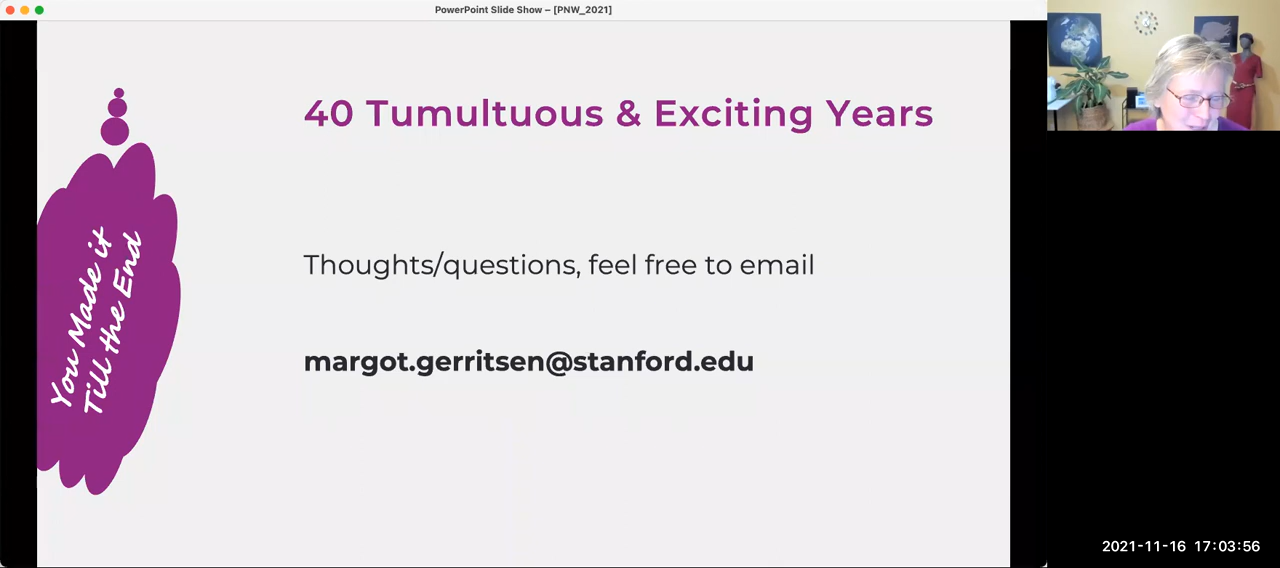 PowerPoint Slide Show – [PNW_2021]
40 Tumultuous & Exciting Years
You Made it
Till the End
Thoughts/questions, feel free to email
margot.gerritsen@stanford.edu
2021-11-16 17:03:56